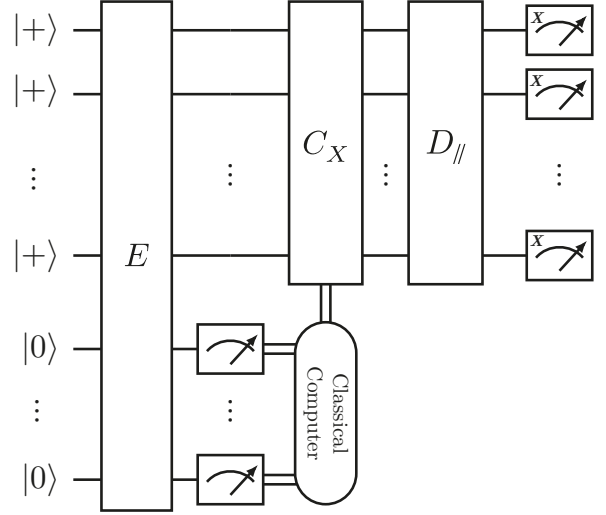 |+⟩
X
|+⟩
X
C_X
D_{//}
⋮
⋮
⋮
⋮
|+⟩
E
X
|0⟩
Classical
Computer
⋮
⋮
|0⟩